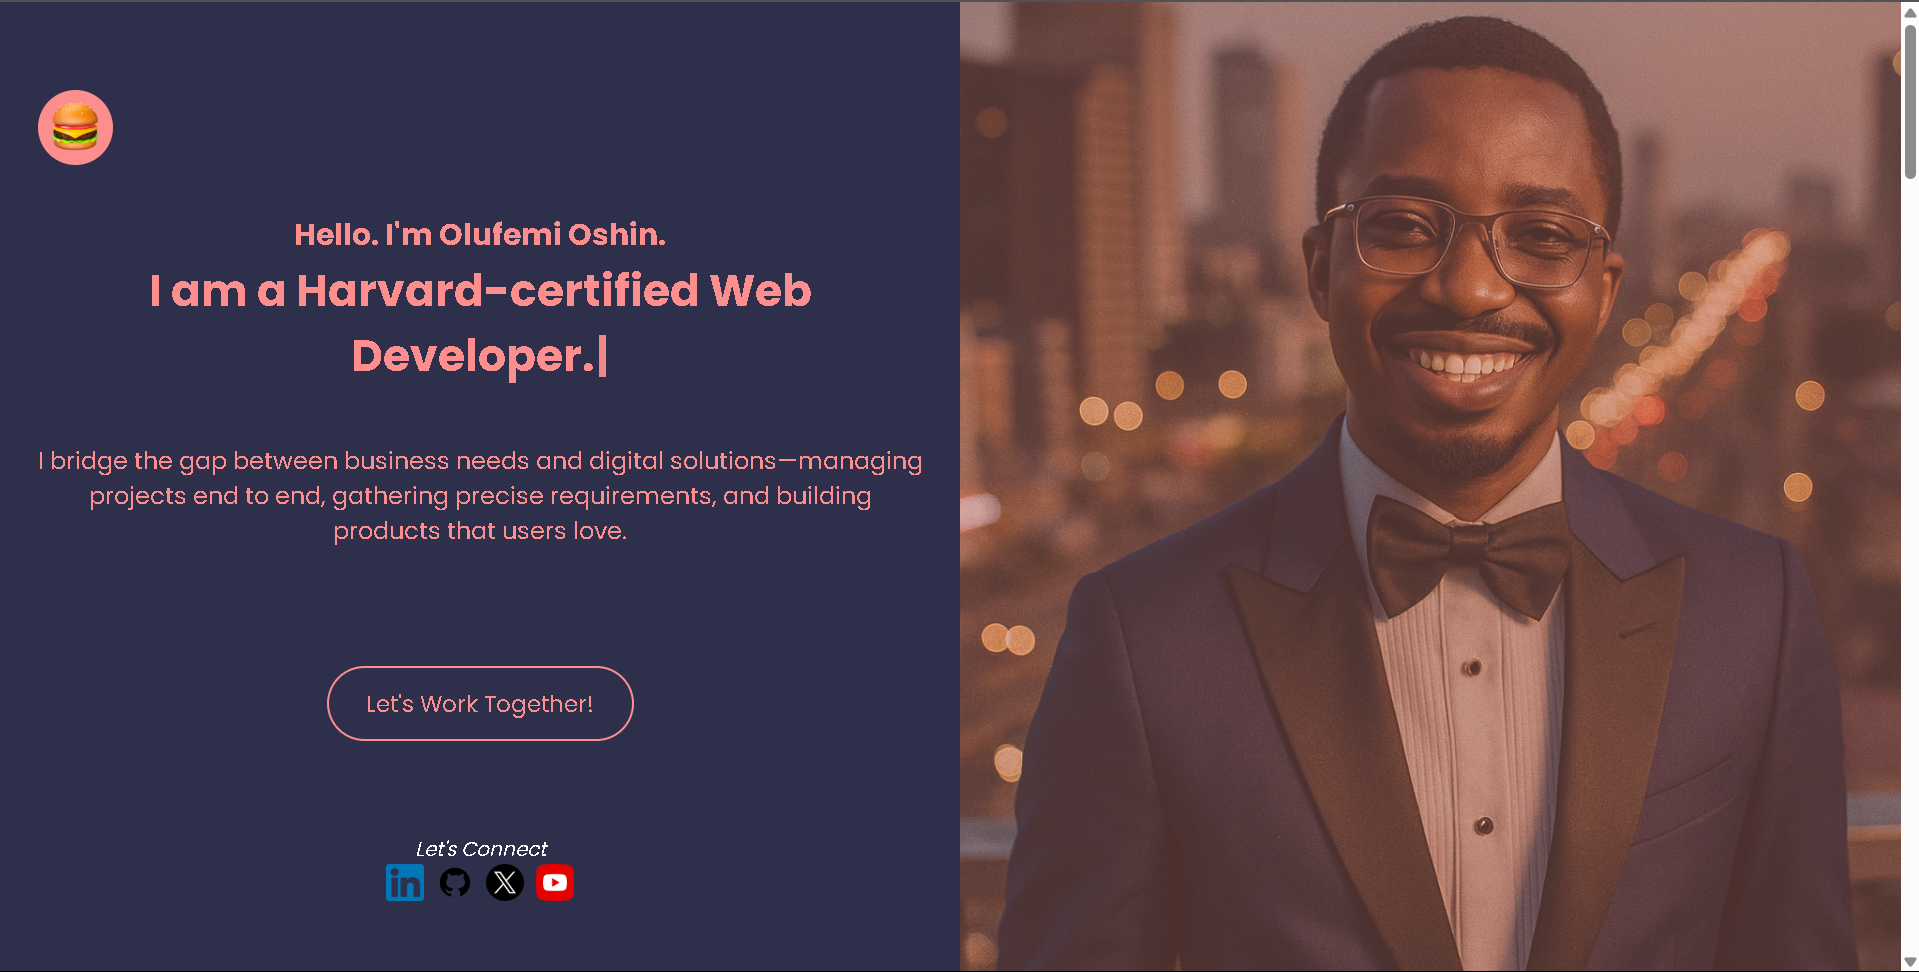 Hello. I'm Olufemi Oshin.
I am a Harvard-certified Web
Developer.|
I bridge the gap between business needs and digital solutions—managing
projects end to end, gathering precise requirements, and building
products that users love.
Let's Work Together!
Let's Connect
in
X